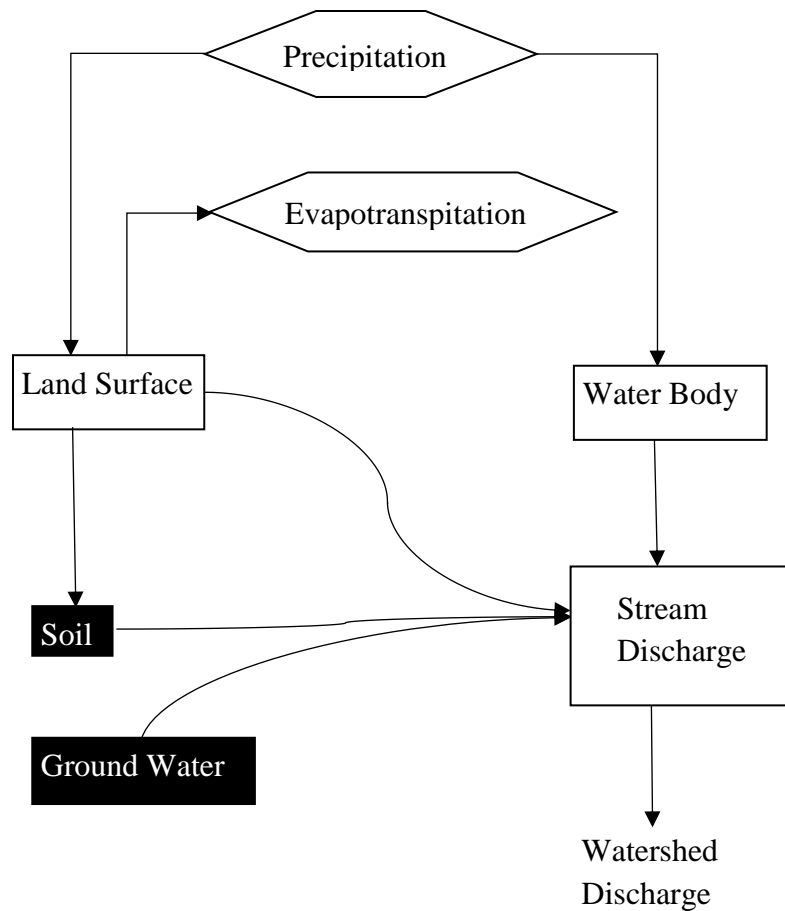 Precipitation
Evapotranspitation
Land Surface
Water Body
Soil
Stream
Discharge
Ground Water
Watershed
Discharge